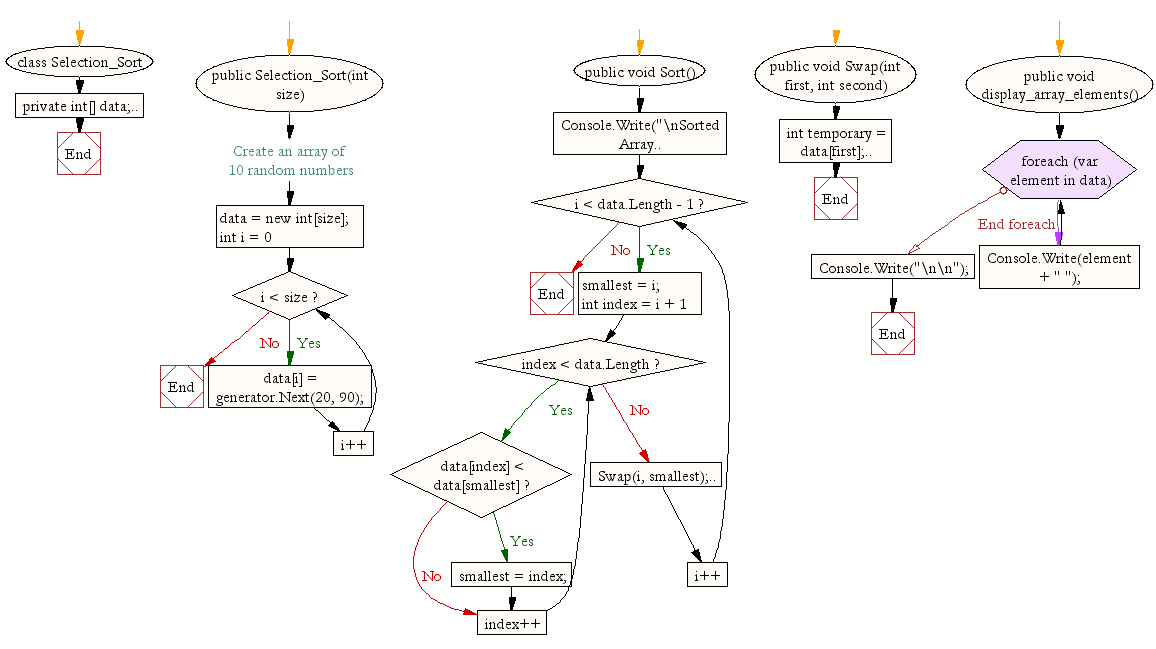 class Selection_Sort
private int[] data;..
End
public Selection_Sort(int
size)
Create an array of
10 random numbers
data = new int[size];
int i = 0
i < size ?
No
Yes
End
data[i] =
generator.Next(20, 90);
i++
public void Sort()
Console.Write("\nSorted
Array..
i < data.Length - 1 ?
No
Yes
End
smallest = i;
int index = i + 1
index < data.Length ?
Yes
No
data[index] <
data[smallest] ?
Swap(i, smallest);..
Yes
No
smallest = index;
i++
index++
public void Swap(int
first, int second)
int temporary =
data[first];..
End
public void
display_array_elements()
foreach (var
element in data)
End foreach
Console.Write("\n\n");
Console.Write(element
+ " ");
End